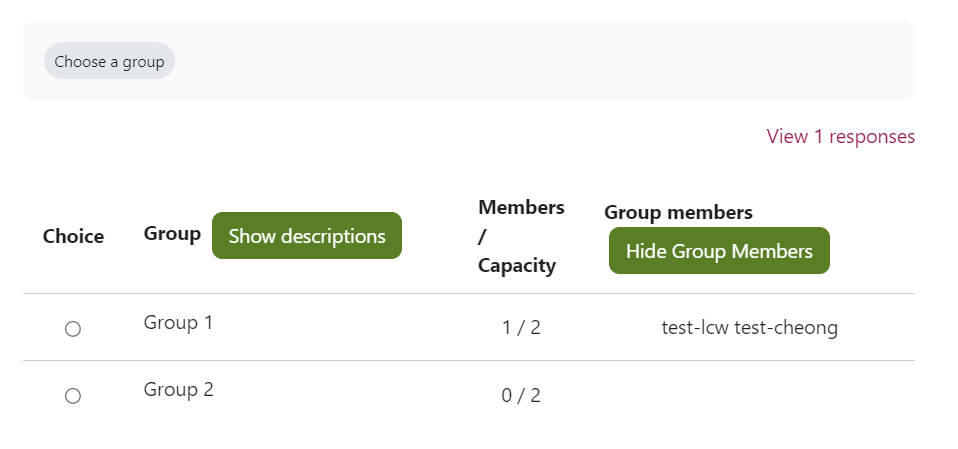 Choose a group
View 1 responses
Choice Group Show descriptions Members / Capacity Group members Hide Group Members
Group 1 1 / 2 test-lcw test-cheong
Group 2 0 / 2